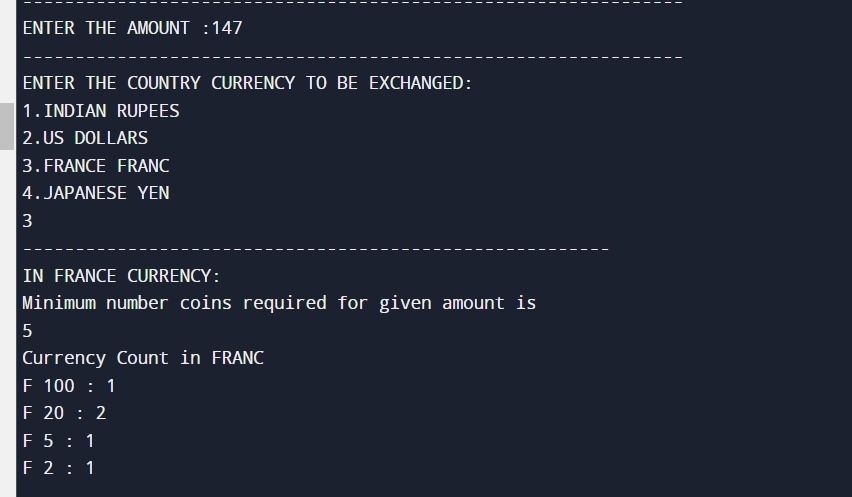 ---------------------------------------------------------------
ENTER THE AMOUNT :147
---------------------------------------------------------------
ENTER THE COUNTRY CURRENCY TO BE EXCHANGED:
1.INDIAN RUPEES
2.US DOLLARS
3.FRANCE FRANC
4.JAPANESE YEN
3
--------------------------------------------------------
IN FRANCE CURRENCY:
Minimum number coins required for given amount is
5
Currency Count in FRANC
F 100 : 1
F 20 : 2
F 5 : 1
F 2 : 1